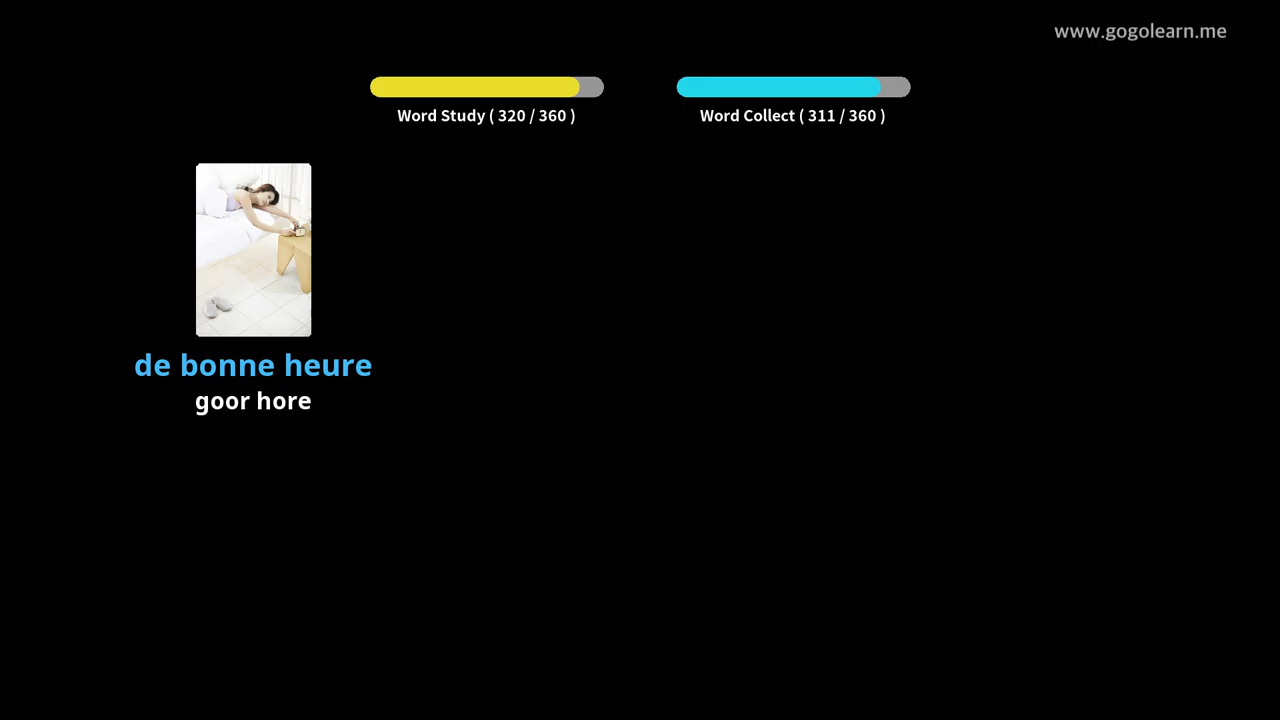 www.gogolearn.me
Word Study ( 320 / 360 )
Word Collect ( 311 / 360 )
de bonne heure
goor hore